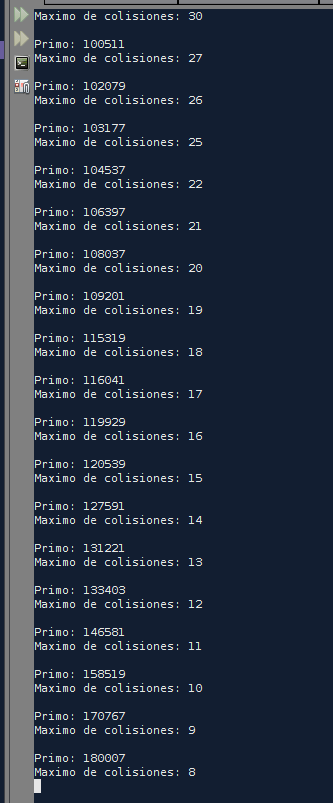 Maximo de colisiones: 30
Primo: 100511
Maximo de colisiones: 27
Primo: 102079
Maximo de colisiones: 26
Primo: 103177
Maximo de colisiones: 25
Primo: 104537
Maximo de colisiones: 22
Primo: 106397
Maximo de colisiones: 21
Primo: 108037
Maximo de colisiones: 20
Primo: 109201
Maximo de colisiones: 19
Primo: 115319
Maximo de colisiones: 18
Primo: 116041
Maximo de colisiones: 17
Primo: 119929
Maximo de colisiones: 16
Primo: 120539
Maximo de colisiones: 15
Primo: 127591
Maximo de colisiones: 14
Primo: 131221
Maximo de colisiones: 13
Primo: 133403
Maximo de colisiones: 12
Primo: 146581
Maximo de colisiones: 11
Primo: 158519
Maximo de colisiones: 10
Primo: 170767
Maximo de colisiones: 9
Primo: 180007
Maximo de colisiones: 8